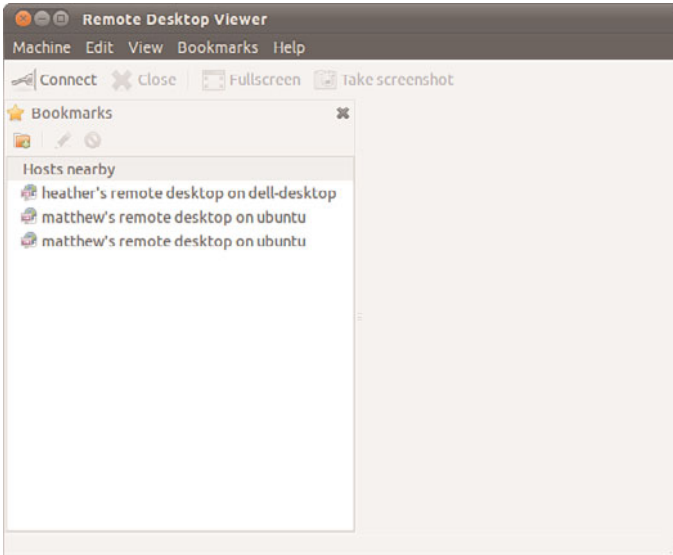 Remote Desktop Viewer
Machine Edit View Bookmarks Help
Connect Close Fullscreen Take screenshot
Bookmarks
Hosts nearby
heather's remote desktop on dell-desktop
matthew's remote desktop on ubuntu
matthew's remote desktop on ubuntu